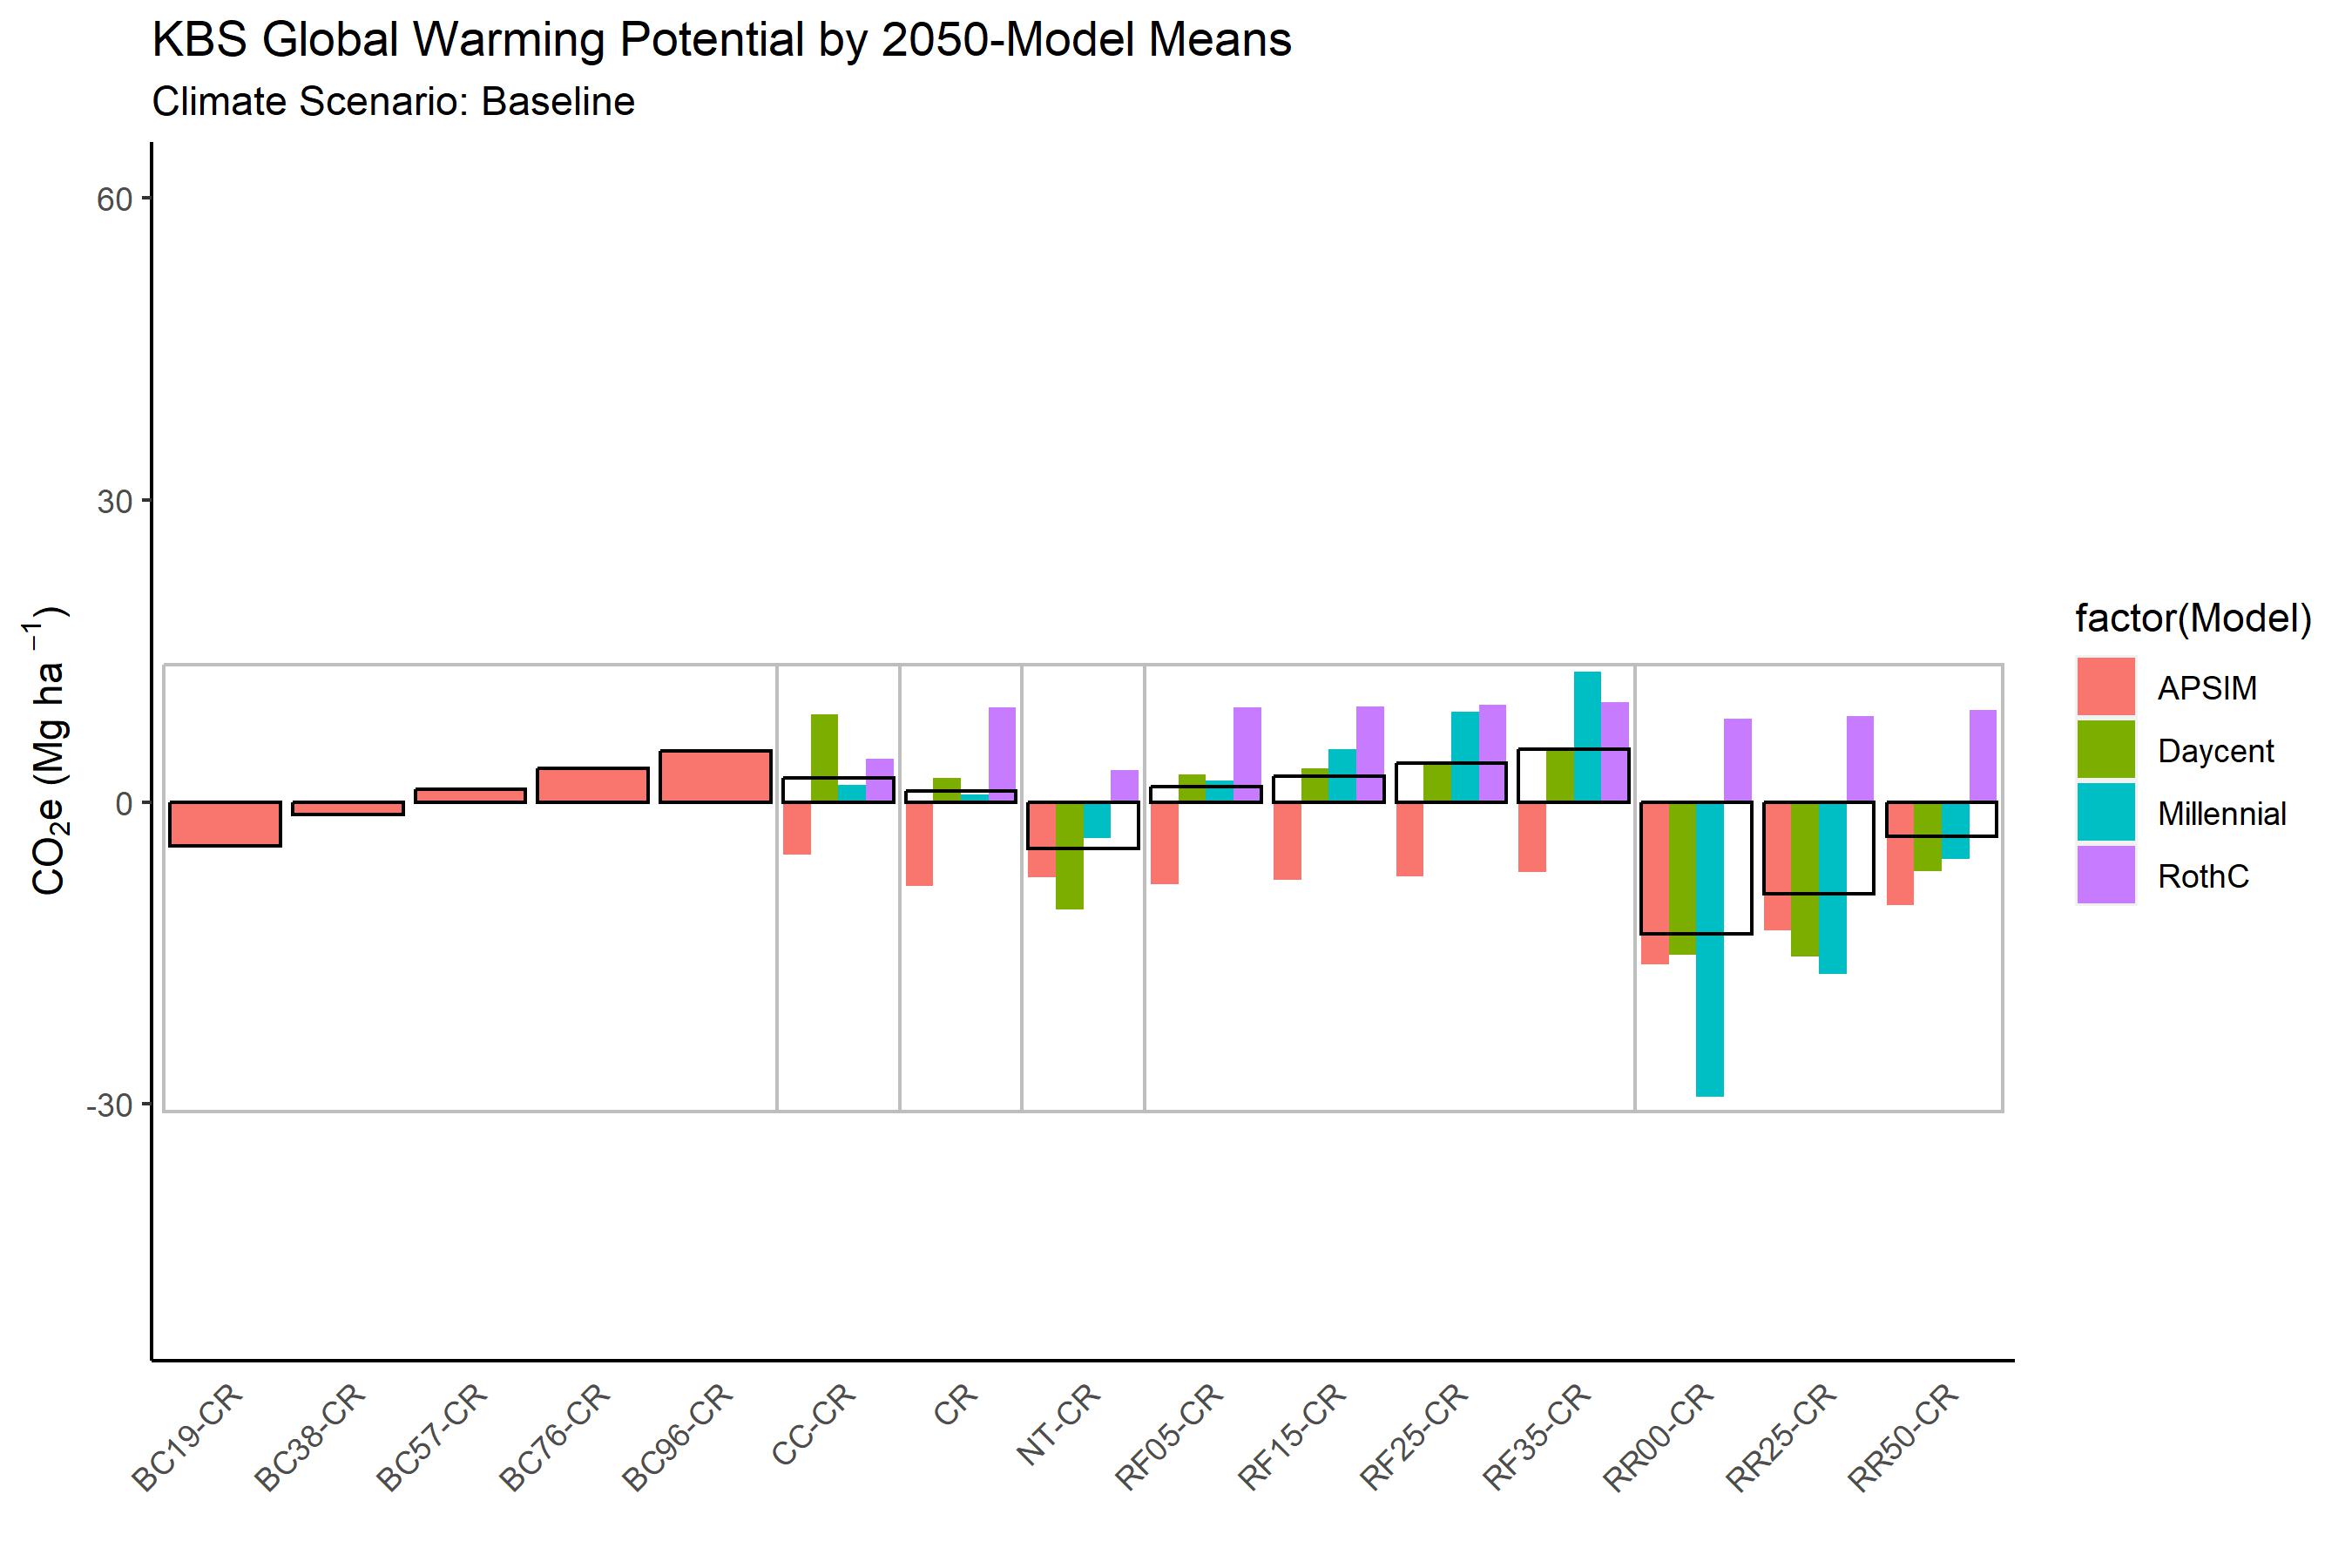 KBS Global Warming Potential by 2050-Model Means
Climate Scenario: Baseline
CO₂e (Mg ha ⁻¹)
60
30
0
-30
BC19-CR
BC38-CR
BC57-CR
BC76-CR
BC96-CR
CC-CR
CR
NT-CR
RF05-CR
RF15-CR
RF25-CR
RF35-CR
RR00-CR
RR25-CR
RR50-CR
factor(Model)
APSIM
Daycent
Millennial
RothC